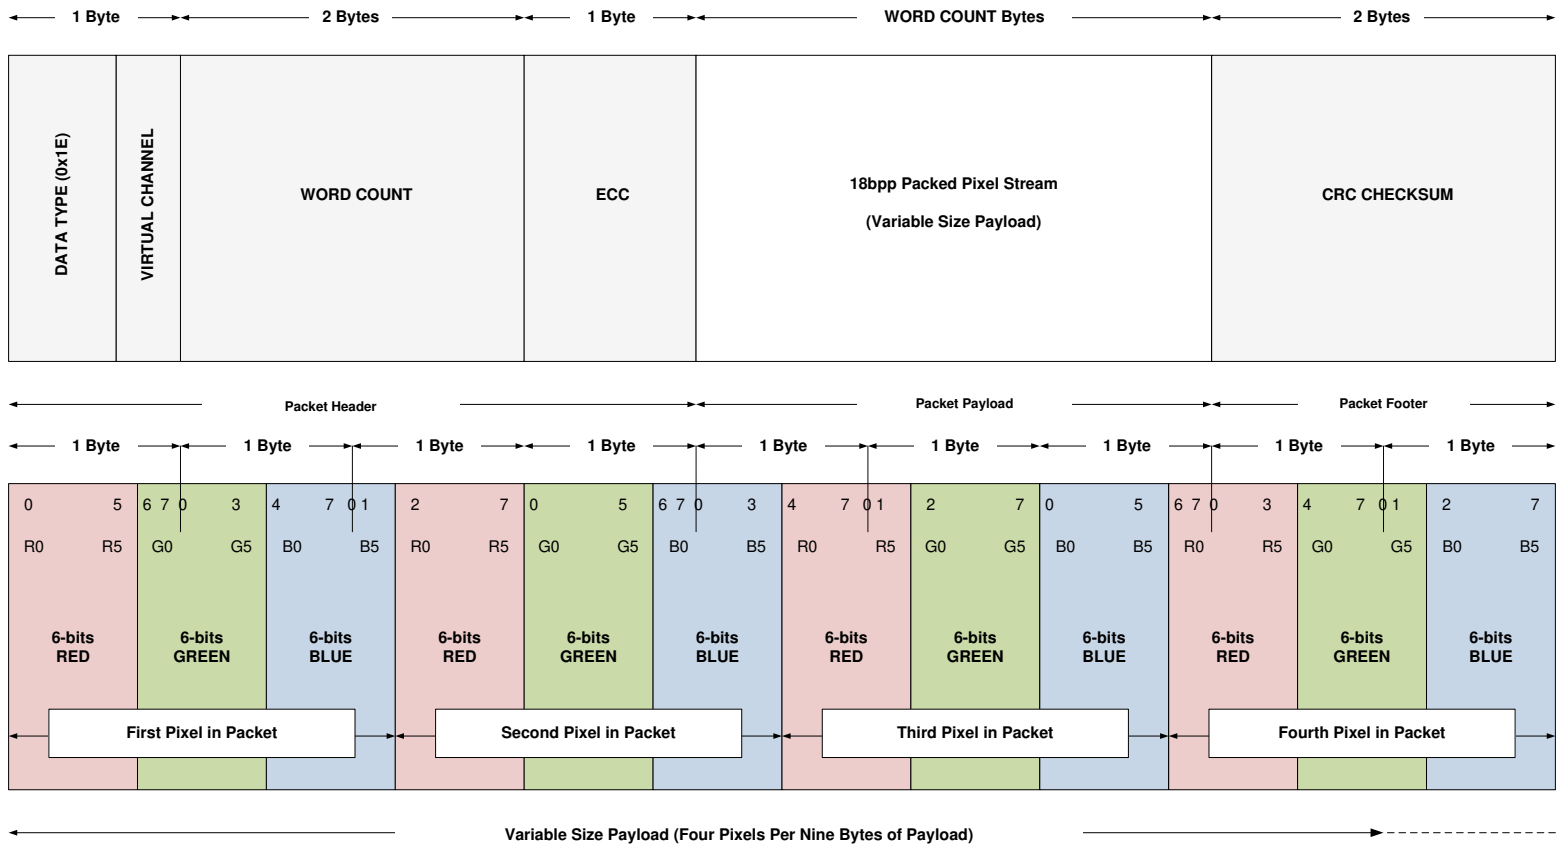 1 Byte 2 Bytes 1 Byte WORD COUNT Bytes 2 Bytes
DATA TYPE (0x1E)
VIRTUAL CHANNEL
WORD COUNT
ECC
18bpp Packed Pixel Stream
(Variable Size Payload)
CRC CHECKSUM
Packet Header Packet Payload Packet Footer
1 Byte 1 Byte 1 Byte 1 Byte 1 Byte 1 Byte 1 Byte 1 Byte 1 Byte
0 5 6 7 0 3 4 7 0 1 2 7 0 5 6 7 0 3 4 7 0 1 2 7 0 5 6 7 0 3 4 7 0 1 2 7
R0 R5 G0 G5 B0 B5 R0 R5 G0 G5 B0 B5 R0 R5 G0 G5 B0 B5 R0 R5 G0 G5 B0 B5
6-bits 6-bits 6-bits 6-bits 6-bits 6-bits 6-bits 6-bits 6-bits 6-bits 6-bits 6-bits
RED GREEN BLUE RED GREEN BLUE RED GREEN BLUE RED GREEN BLUE
First Pixel in Packet Second Pixel in Packet Third Pixel in Packet Fourth Pixel in Packet
Variable Size Payload (Four Pixels Per Nine Bytes of Payload)